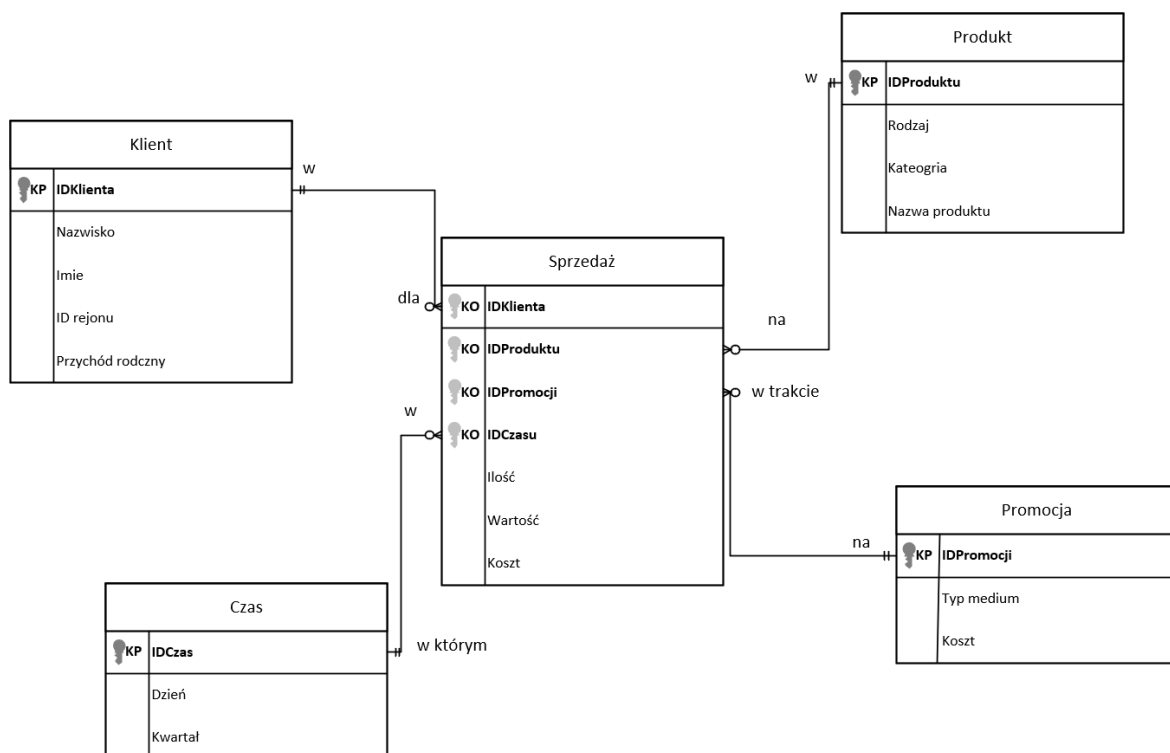 Produkt
w
KP IDProduktu
Rodzaj
Kateogria
Nazwa produktu
Klient
w
KP IDKlienta
Nazwisko
Imie
ID rejonu
Przychód rodczny
Sprzedaż
dla
KO IDKlienta
na
KO IDProduktu
KO IDPromocji
w trakcie
w
KO IDCzasu
Ilość
Wartość
Koszt
Promocja
na
KP IDPromocji
Typ medium
Koszt
Czas
KP IDCzas
w którym
Dzień
Kwartał